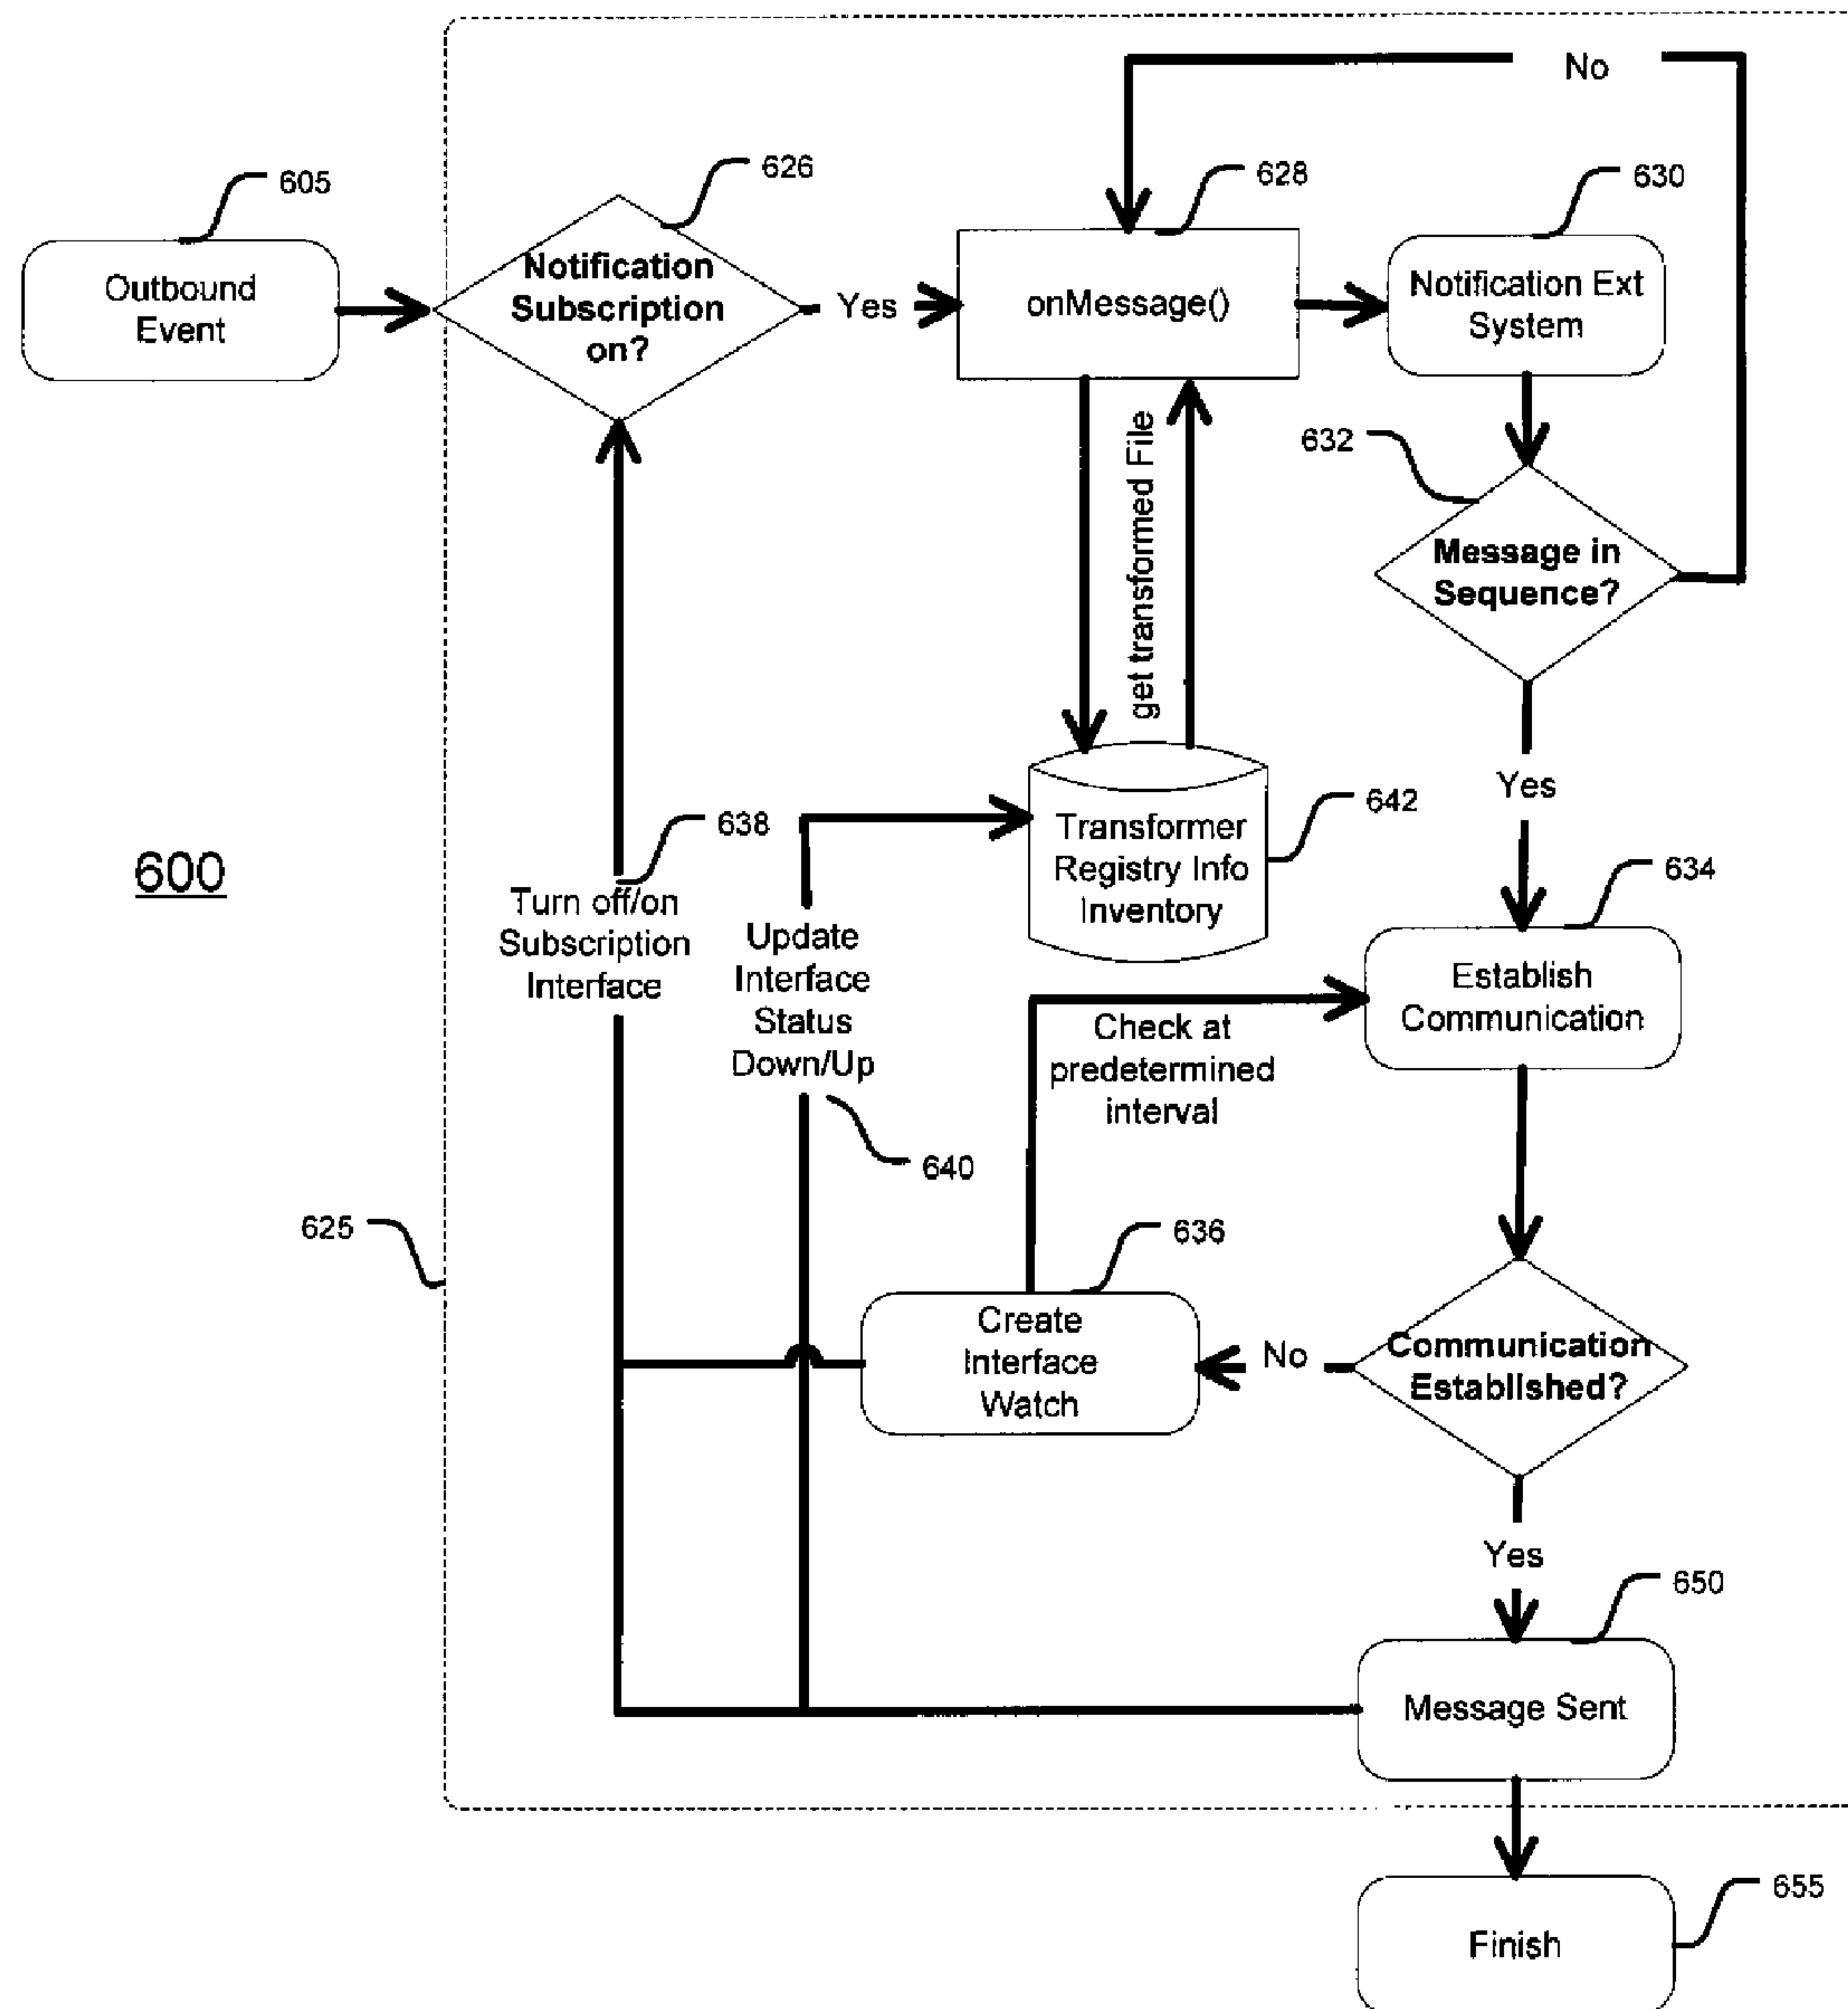 No
605
626
628
630
Outbound
Event
Notification
Subscription
on?
Yes
onMessage()
Notification Ext
System
get transformed File
632
Message in
Sequence?
Yes
638
642
Transformer
Registry Info
Inventory
600
Turn off/on
Subscription
Interface
Update
Interface
Status
Down/Up
634
Establish
Communication
Check at
predetermined
interval
640
625
636
Create
Interface
Watch
No
Communication
Established?
Yes
650
Message Sent
655
Finish